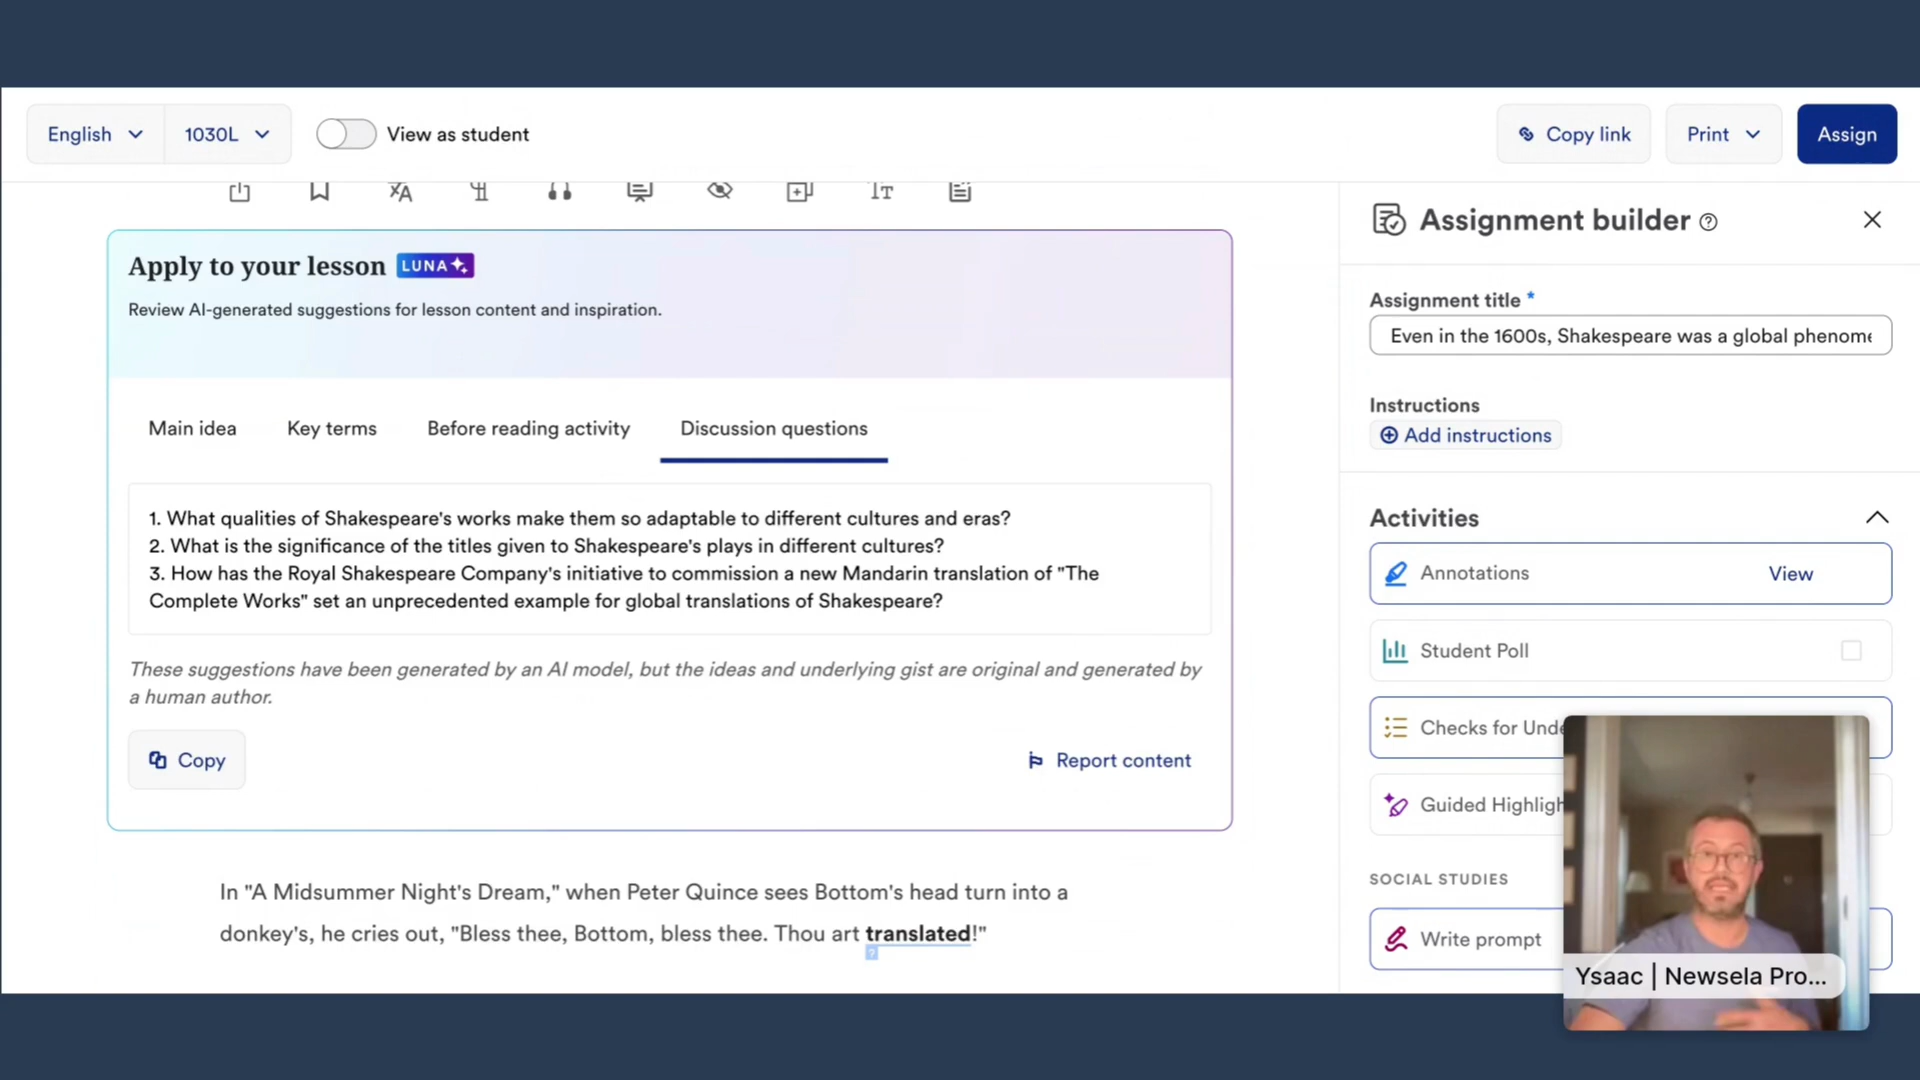 English
1030L
View as student
Copy link
Print
Assign
Apply to your lesson LUNA
Review AI-generated suggestions for lesson content and inspiration.
Main idea
Key terms
Before reading activity
Discussion questions
1. What qualities of Shakespeare's works make them so adaptable to different cultures and eras?
2. What is the significance of the titles given to Shakespeare's plays in different cultures?
3. How has the Royal Shakespeare Company's initiative to commission a new Mandarin translation of "The
Complete Works" set an unprecedented example for global translations of Shakespeare?
These suggestions have been generated by an AI model, but the ideas and underlying gist are original and generated by
a human author.
Copy
Report content
In "A Midsummer Night's Dream," when Peter Quince sees Bottom's head turn into a
donkey's, he cries out, "Bless thee, Bottom, bless thee. Thou art translated!"
?
Assignment builder ?
Assignment title *
Even in the 1600s, Shakespeare was a global phenome
Instructions
Add instructions
Activities
Annotations
View
Student Poll
Checks for Unde
Guided Highligh
SOCIAL STUDIES
Write prompt
Ysaac | Newsela Pro...